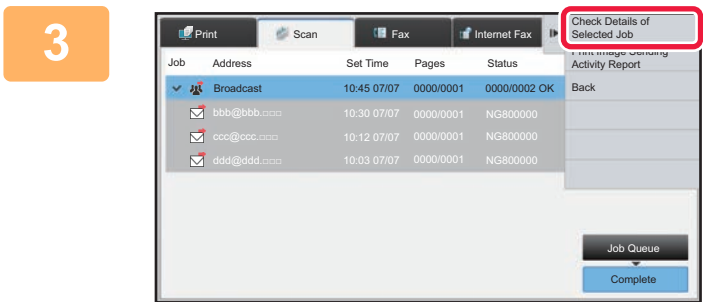 3
Print Scan Fax Internet Fax
Check Details of
Selected Job
Print Image Sending
Activity Report
Back
Job Address Set Time Pages Status
Broadcast 10:45 07/07 0000/0001 0000/0002 OK
bbb@bbb.□□□ 10:30 07/07 0000/0001 NG800000
ccc@ccc.□□□ 10:12 07/07 0000/0001 NG800000
ddd@ddd.□□□ 10:03 07/07 0000/0001 NG800000
Job Queue
Complete